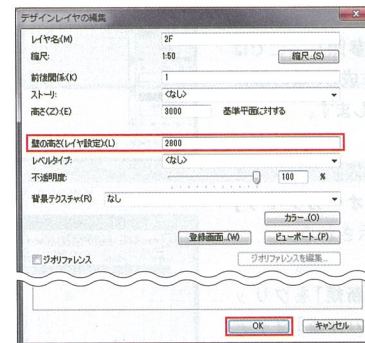 デザインレイヤの編集
レイヤ名(M) 2F
縮尺: 1:50 縮尺...(S)
前後関係:(K) 1
ストーリ: <なし>
高さ(Z):(E) 3000 基準平面に対する
壁の高さ(レイヤ設定):(L) 2800
レベルタイプ: <なし>
不透明度: 100 %
背景テクスチャ:(R) なし
カラー...(O)
登録画面...(W) ビューポート...(P)
ジオリファレンス ジオリファレンスを編集...
OK キャンセル